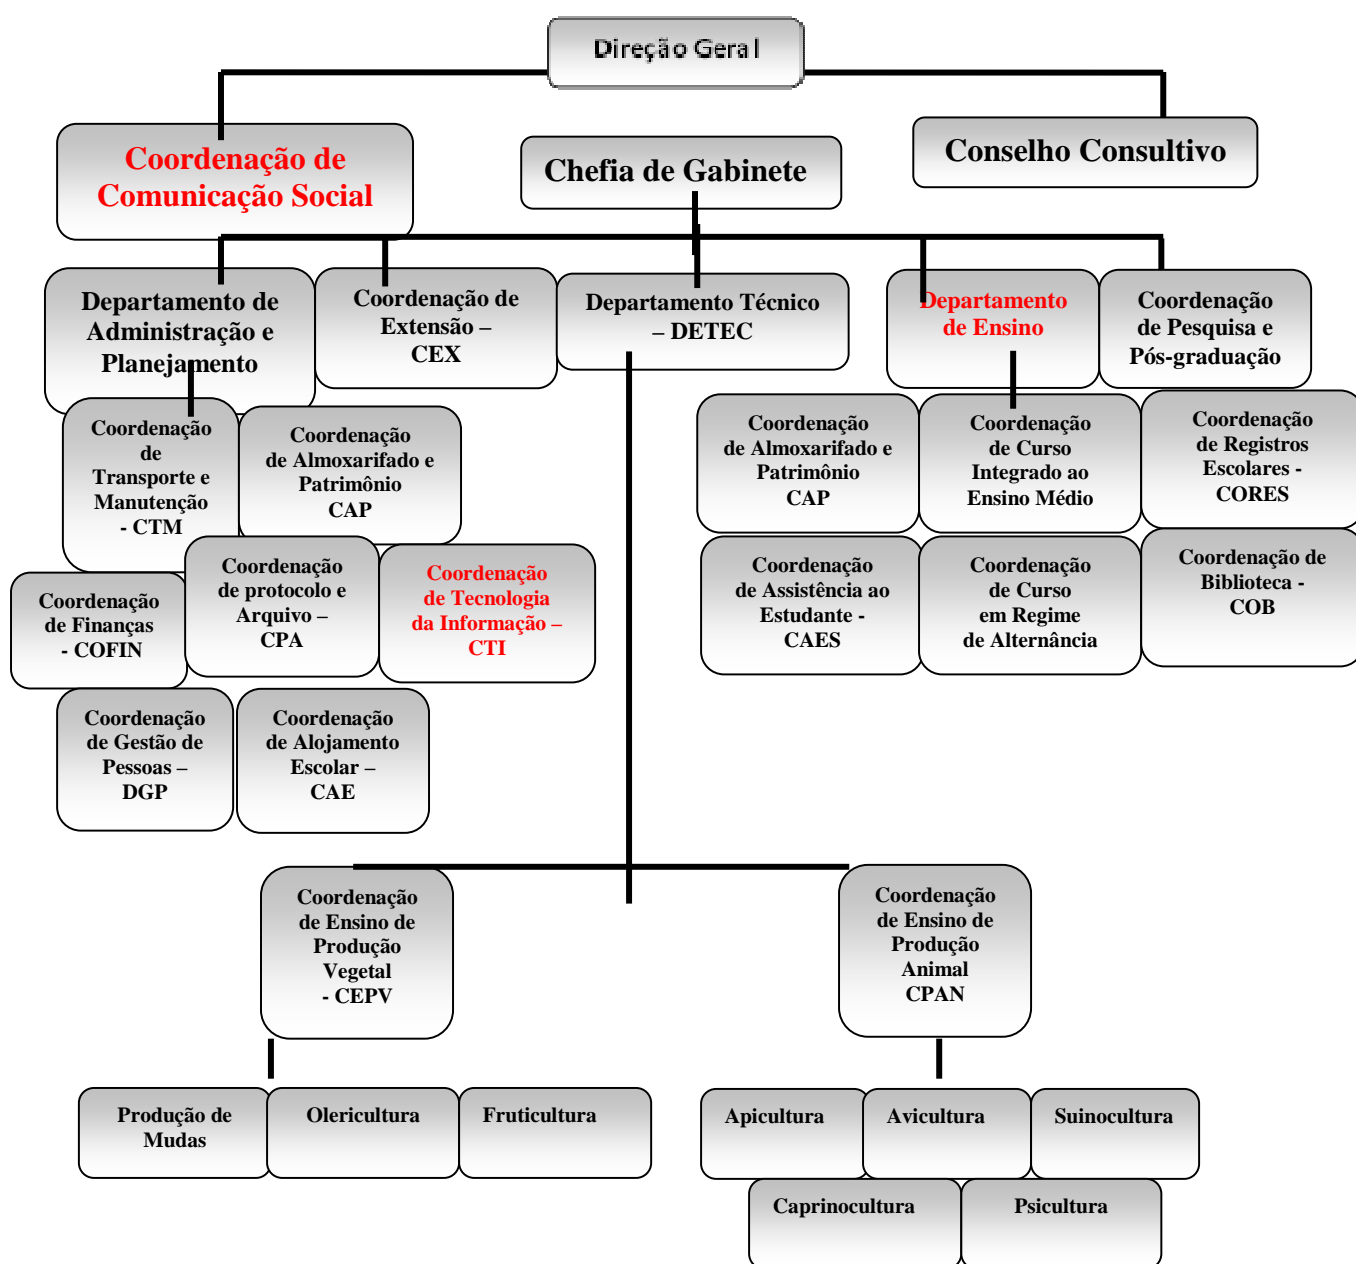 Direção Geral
Coordenação de
Comunicação Social
Chefia de Gabinete
Conselho Consultivo
Departamento de
Administração e
Planejamento
Coordenação de
Extensão –
CEX
Departamento Técnico
– DETEC
Departamento
de Ensino
Coordenação
de Pesquisa e
Pós-graduação
Coordenação
de
Transporte e
Manutenção
- CTM
Coordenação
de Almoxarifado e
Patrimônio
CAP
Coordenação
de Almoxarifado e
Patrimônio
CAP
Coordenação
de Curso
Integrado ao
Ensino Médio
Coordenação
de Registros
Escolares -
CORES
Coordenação
de Finanças
- COFIN
Coordenação
de protocolo e
Arquivo –
CPA
Coordenação
de Tecnologia
da Informação –
CTI
Coordenação
de Assistência ao
Estudante -
CAES
Coordenação
de Curso
em Regime
de Alternância
Coordenação de
Biblioteca -
COB
Coordenação
de Gestão de
Pessoas –
DGP
Coordenação
de Alojamento
Escolar –
CAE
Coordenação
de Ensino de
Produção
Vegetal
- CEPV
Coordenação
de Ensino de
Produção
Animal
CPAN
Produção de
Mudas
Olericultura
Fruticultura
Apicultura
Avicultura
Suinocultura
Caprinocultura
Psicultura